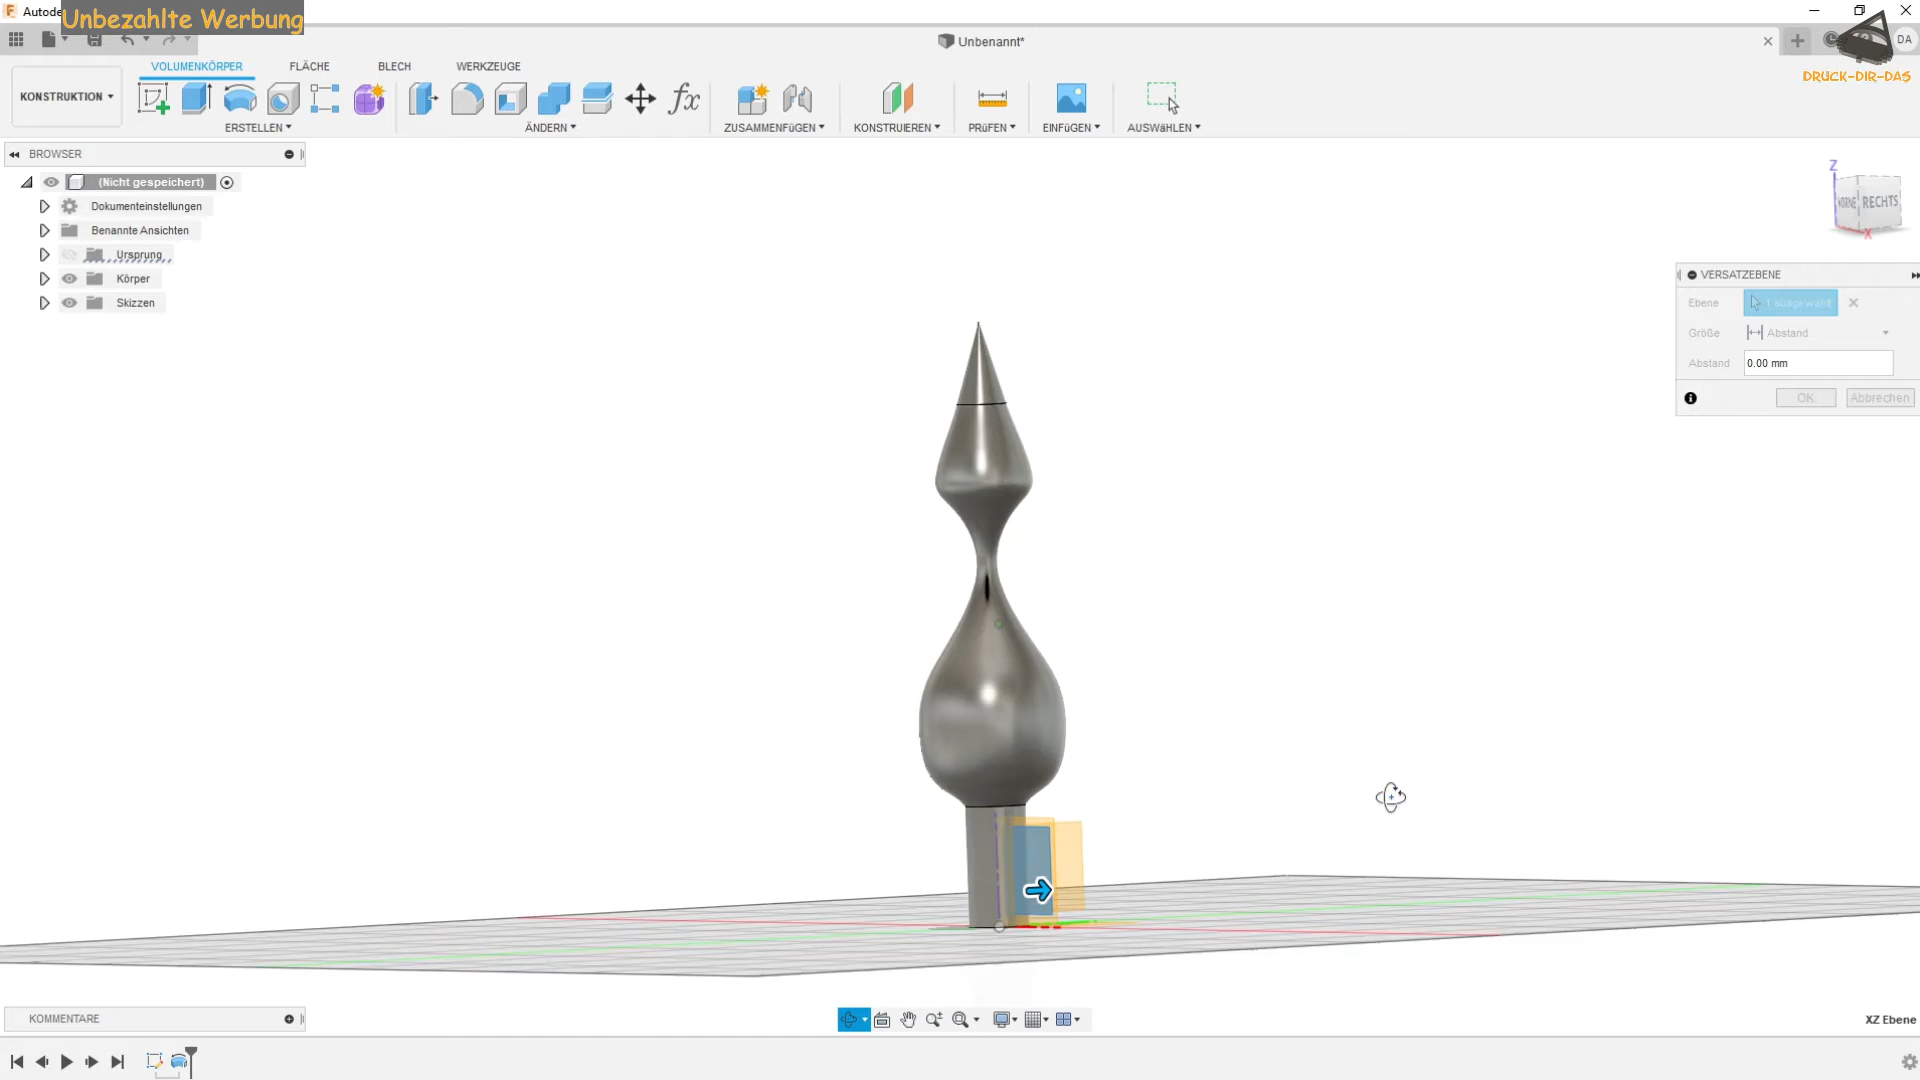 Autode
Unbezahlte Werbung
Unbenannt*
DA
DRUCK-DIR-DAS
KONSTRUKTION
VOLUMENKÖRPER
FLÄCHE
BLECH
WERKZEUGE
ERSTELLEN
ÄNDERN
ZUSAMMENFüGEN
KONSTRUIEREN
PRüFEN
EINFüGEN
AUSWäHLEN
BROWSER
(Nicht gespeichert)
Dokumenteinstellungen
Benannte Ansichten
Ursprung
Körper
Skizzen
Z
RECHTS
X
VERSATZEBENE
Ebene
1 ausgewählt
Größe
Abstand
Abstand
0.00 mm
OK
Abbrechen
KOMMENTARE
XZ Ebene